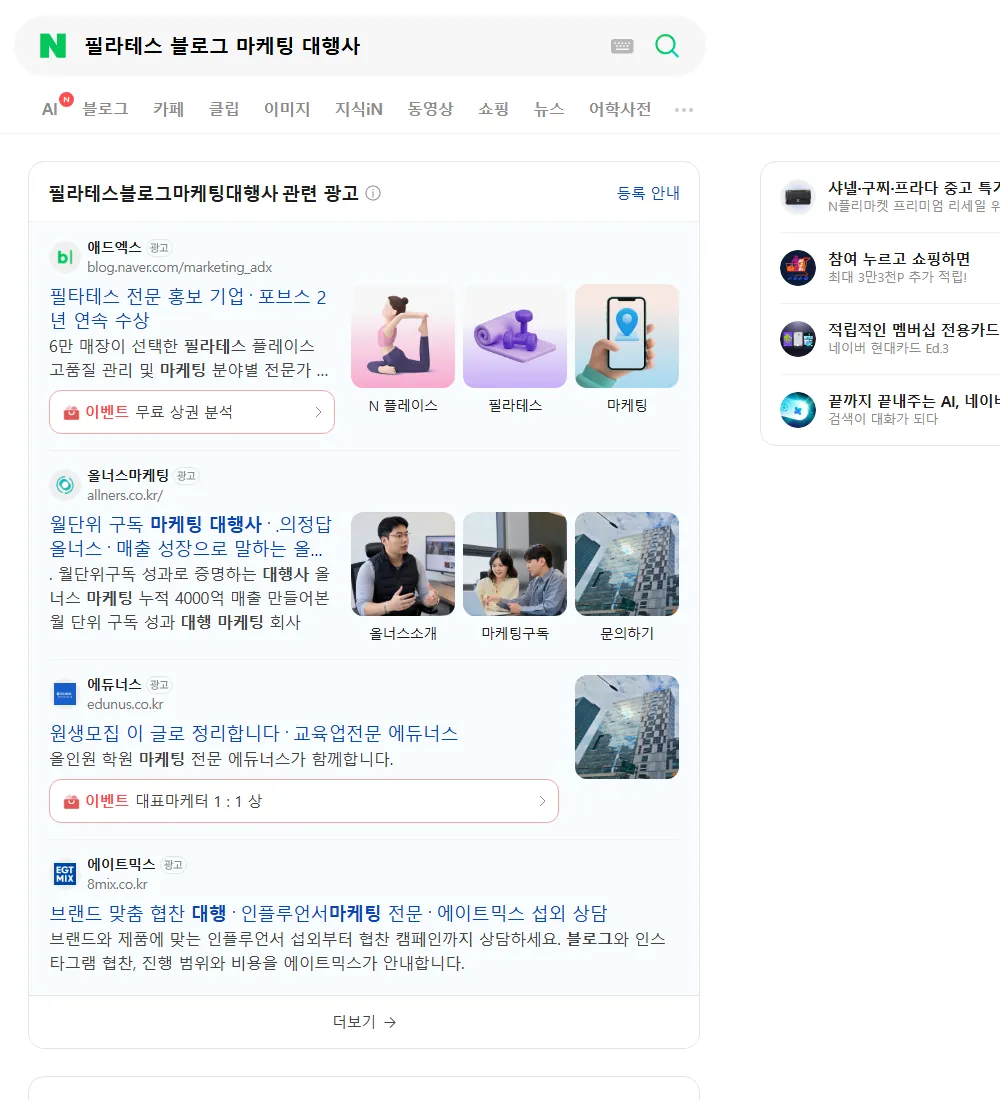 N 필라테스 블로그 마케팅 대행사
AI N 블로그 카페 클립 이미지 지식iN 동영상 쇼핑 뉴스 어학사전 ...
필라테스블로그마케팅대행사 관련 광고 등록 안내
b| 애드엑스 광고
blog.naver.com/marketing_adx
필타테스 전문 홍보 기업 · 포브스 2
년 연속 수상
6만 매장이 선택한 필라테스 플레이스
고품질 관리 및 마케팅 분야별 전문가 ...
이벤트 무료 상권 분석
N 플레이스 필라테스 마케팅
올너스마케팅 광고
allners.co.kr/
월단위 구독 마케팅 대행사 · .의정답
올너스 · 매출 성장으로 말하는 올...
. 월단위구독 성과로 증명하는 대행사 올
너스 마케팅 누적 4000억 매출 만들어본
월 단위 구독 성과 대행 마케팅 회사
올너스소개 마케팅구독 문의하기
에듀너스 광고
edunus.co.kr
원생모집 이 글로 정리합니다 · 교육업전문 에듀너스
올인원 학원 마케팅 전문 에듀너스가 함께합니다.
이벤트 대표마케터 1 : 1 상
EGT
MIX
에이트믹스 광고
8mix.co.kr
브랜드 맞춤 협찬 대행 · 인플루언서마케팅 전문 · 에이트믹스 섭외 상담
브랜드와 제품에 맞는 인플루언서 섭외부터 협찬 캠페인까지 상담하세요. 블로그와 인스
타그램 협찬, 진행 범위와 비용을 에이트믹스가 안내합니다.
더보기 →
샤넬·구찌·프라다 중고 특가
N플리마켓 프리미엄 리세일 위
참여 누르고 쇼핑하면
최대 3만3천P 추가 적립!
적립적인 멤버십 전용카드
네이버 현대카드 Ed.3
끝까지 끝내주는 AI, 네이버
검색이 대화가 되다